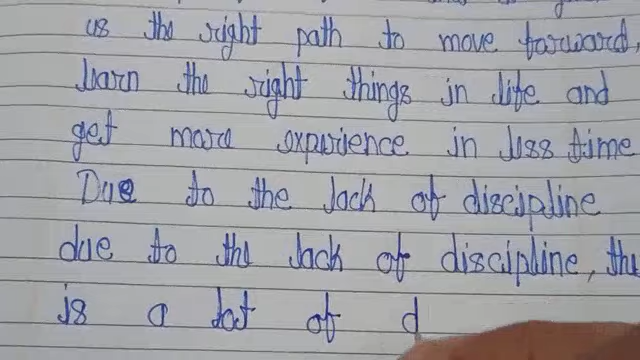 us the right path to move forward,
learn the right things in life and
get more experience in less time
Due to the lack of discipline
due to the lack of discipline, the
is a lot of d